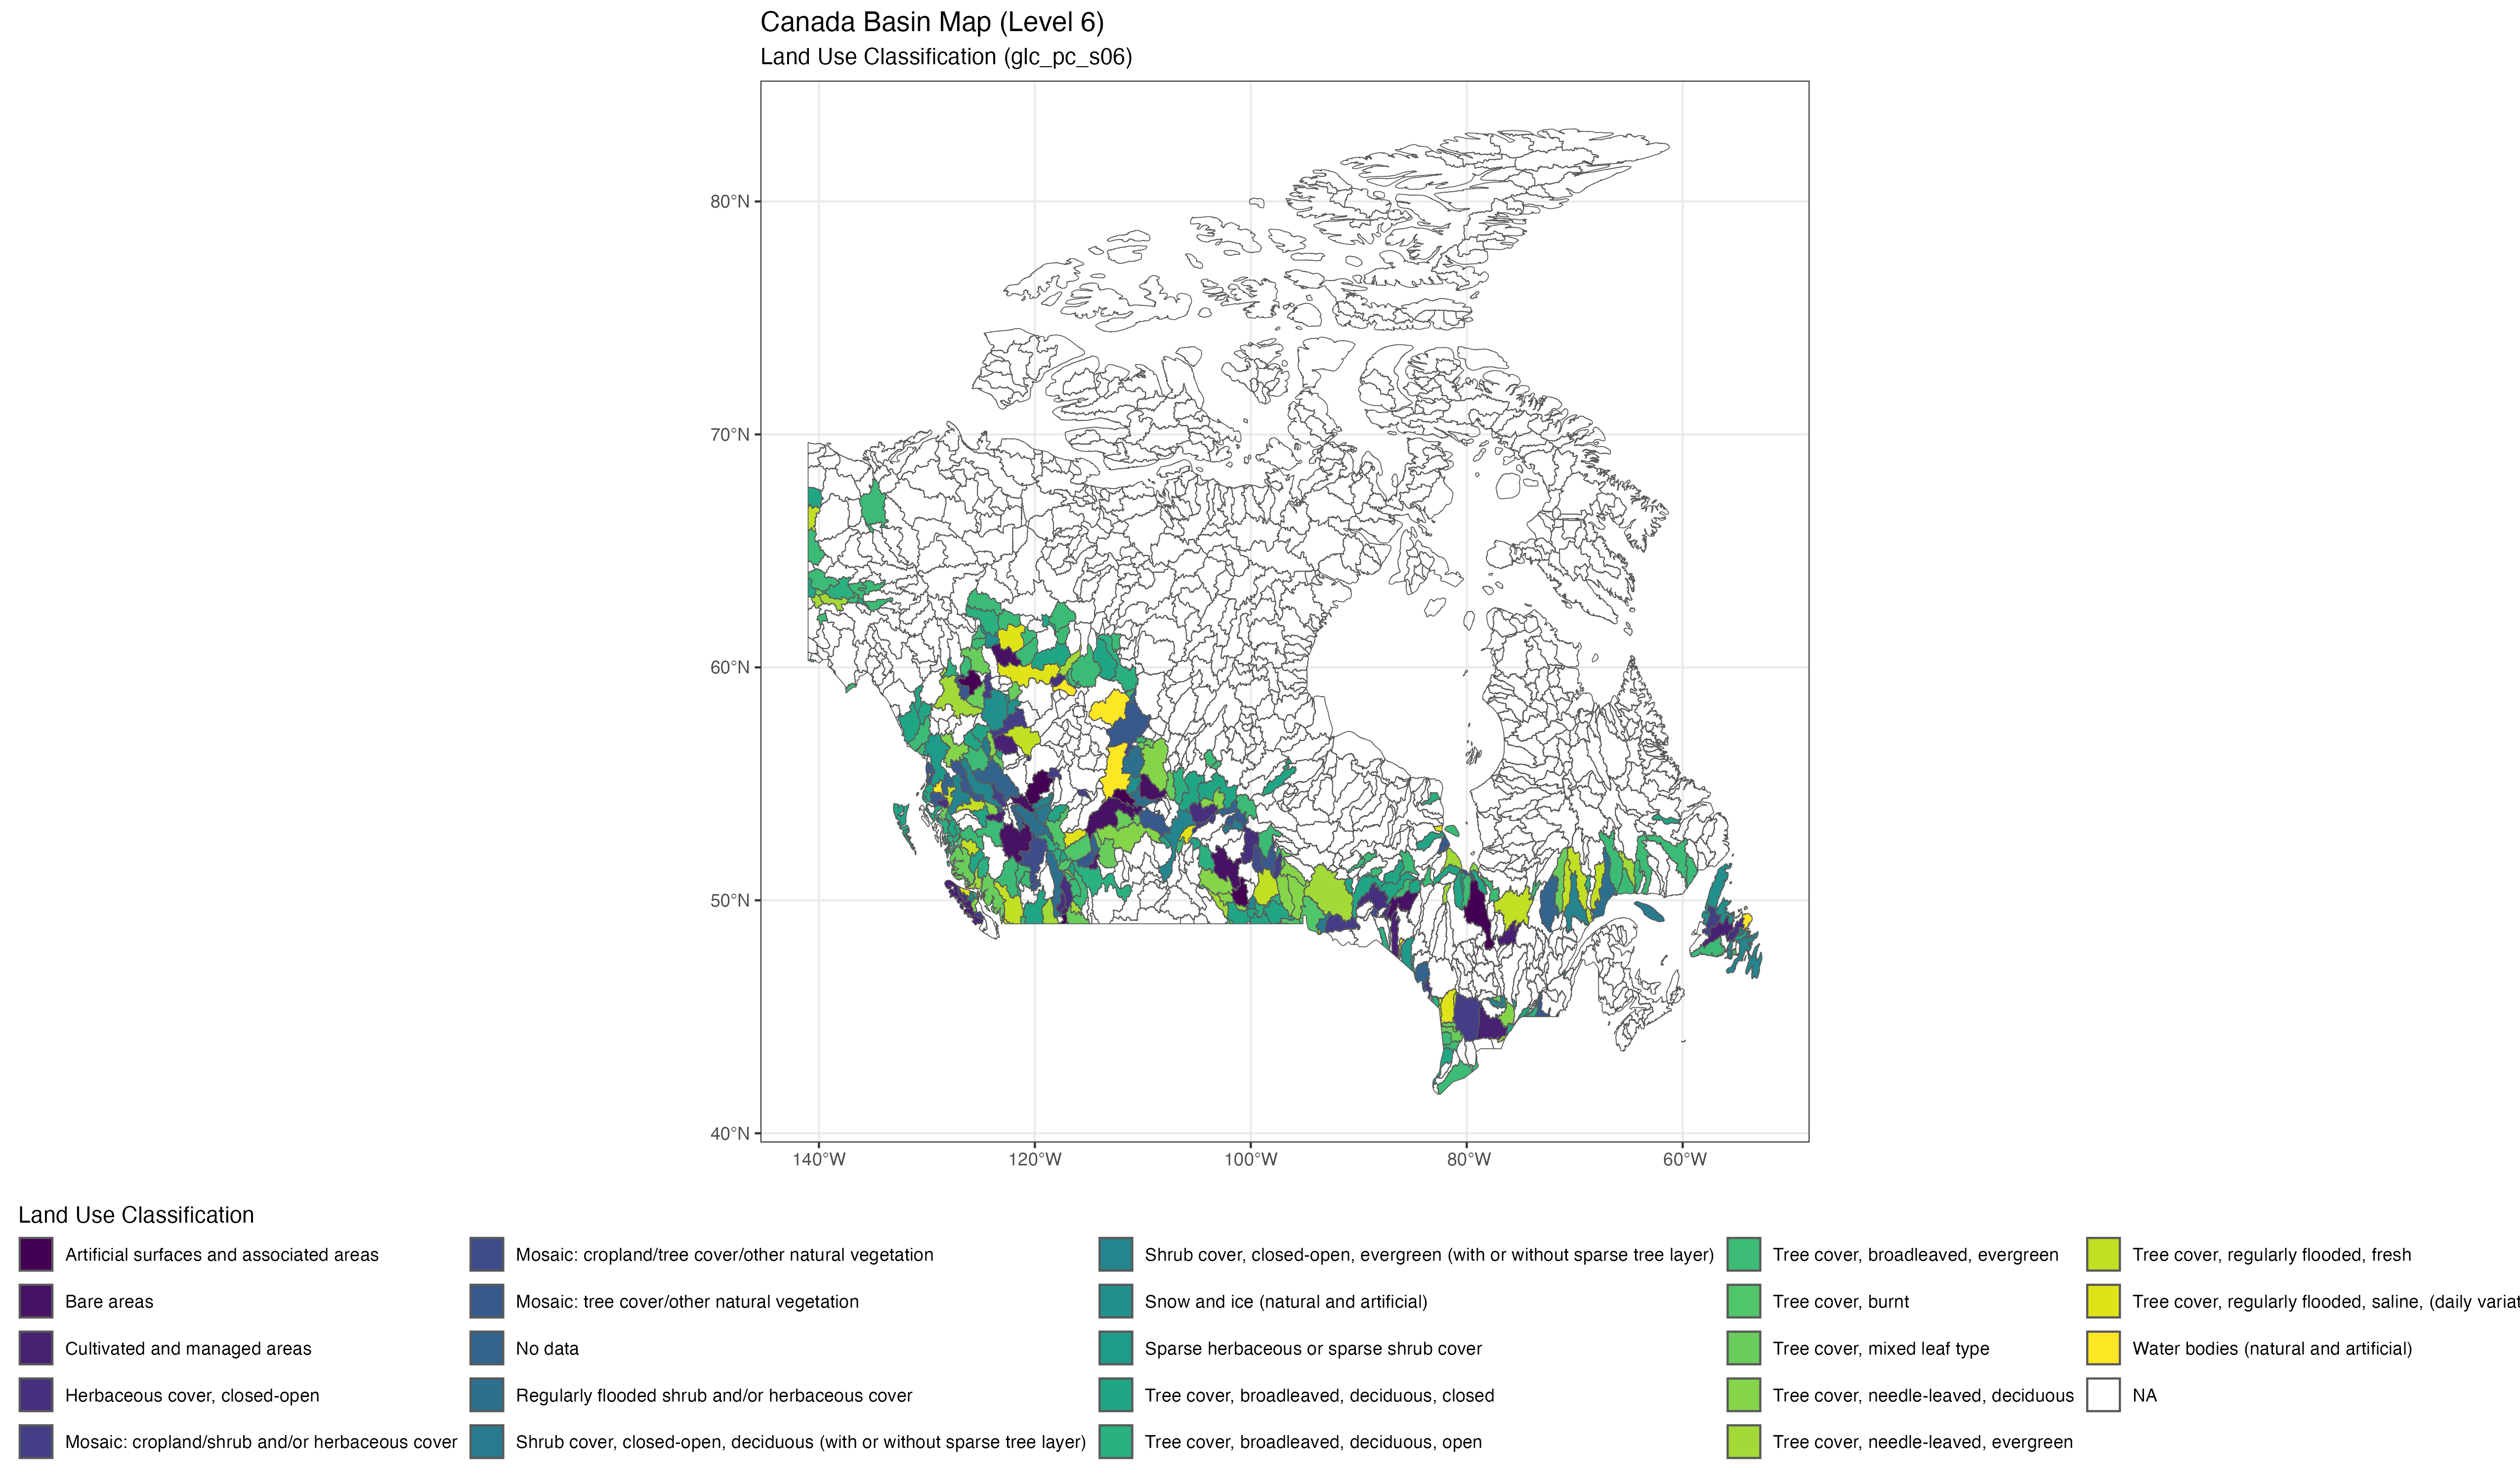 Canada Basin Map (Level 6)
Land Use Classification (glc_pc_s06)
80°N
70°N
60°N
50°N
40°N
140°W 120°W 100°W 80°W 60°W
Land Use Classification
Artificial surfaces and associated areas
Bare areas
Cultivated and managed areas
Herbaceous cover, closed-open
Mosaic: cropland/shrub and/or herbaceous cover
Mosaic: cropland/tree cover/other natural vegetation
Mosaic: tree cover/other natural vegetation
No data
Regularly flooded shrub and/or herbaceous cover
Shrub cover, closed-open, deciduous (with or without sparse tree layer)
Shrub cover, closed-open, evergreen (with or without sparse tree layer)
Snow and ice (natural and artificial)
Sparse herbaceous or sparse shrub cover
Tree cover, broadleaved, deciduous, closed
Tree cover, broadleaved, deciduous, open
Tree cover, broadleaved, evergreen
Tree cover, burnt
Tree cover, mixed leaf type
Tree cover, needle-leaved, deciduous
Tree cover, needle-leaved, evergreen
Tree cover, regularly flooded, fresh
Tree cover, regularly flooded, saline, (daily variat
Water bodies (natural and artificial)
NA